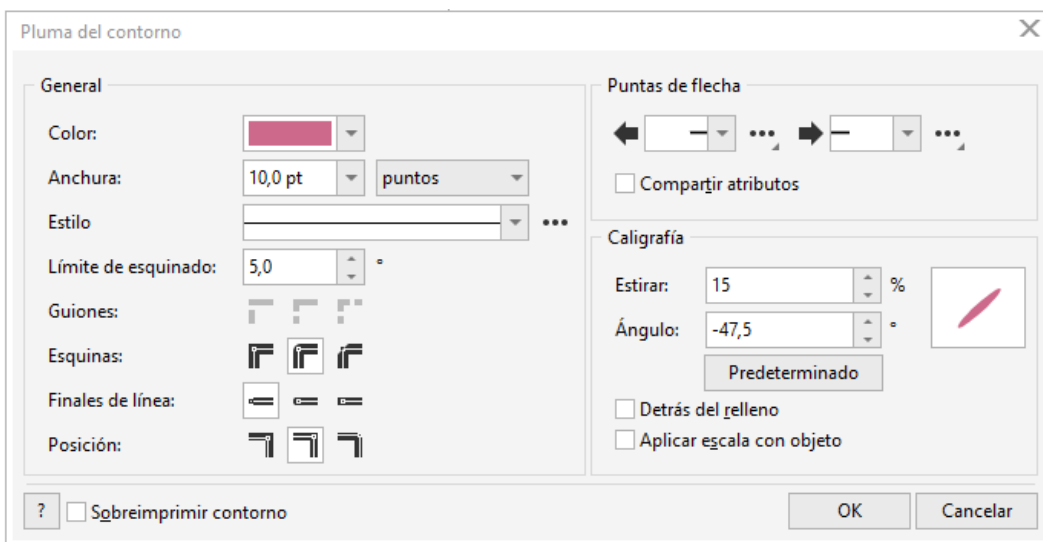 Pluma del contorno
General
Color:
Anchura: 10,0 pt puntos
Estilo
Límite de esquinado: 5,0 °
Guiones:
Esquinas:
Finales de línea:
Posición:
Puntas de flecha
Compartir atributos
Caligrafía
Estirar: 15 %
Ángulo: -47,5 °
Predeterminado
Detrás del relleno
Aplicar escala con objeto
? Sobreimprimir contorno
OK Cancelar